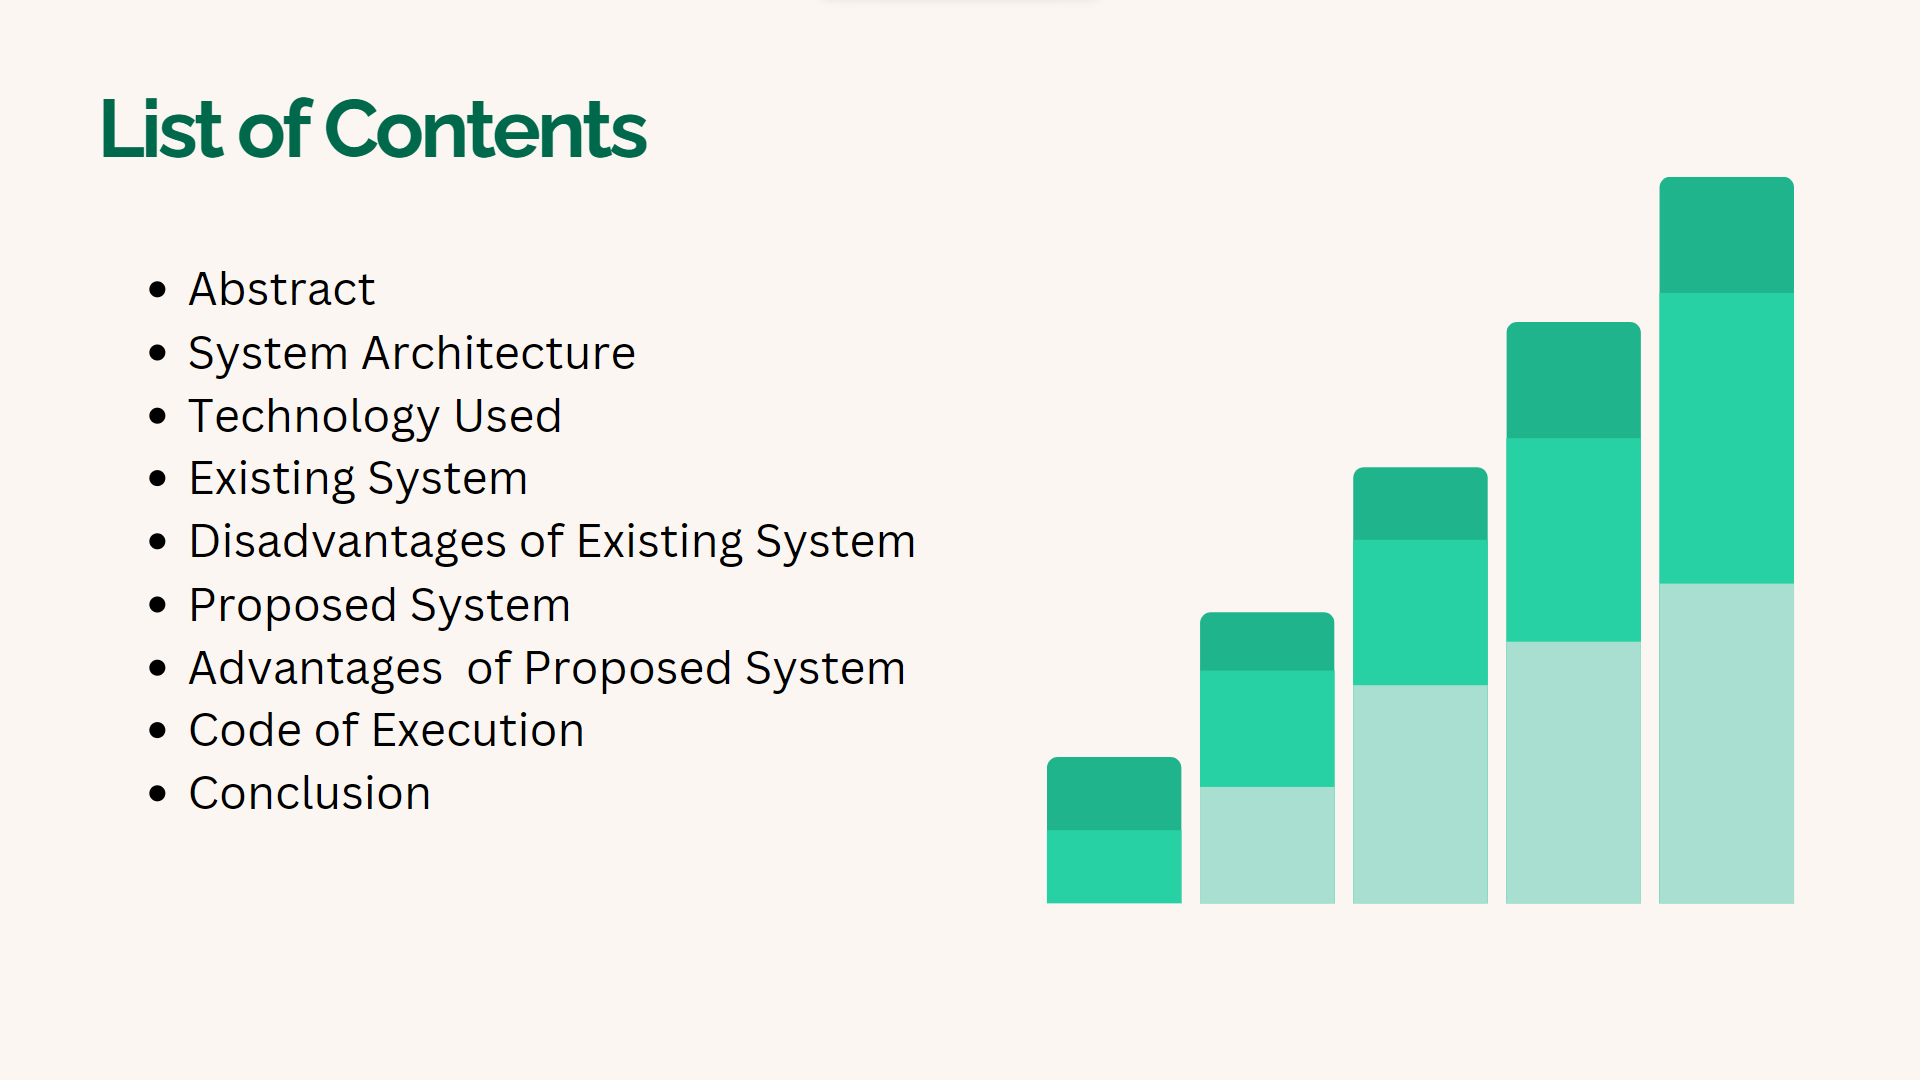 List of Contents
• Abstract
• System Architecture
• Technology Used
• Existing System
• Disadvantages of Existing System
• Proposed System
• Advantages  of Proposed System
• Code of Execution
• Conclusion